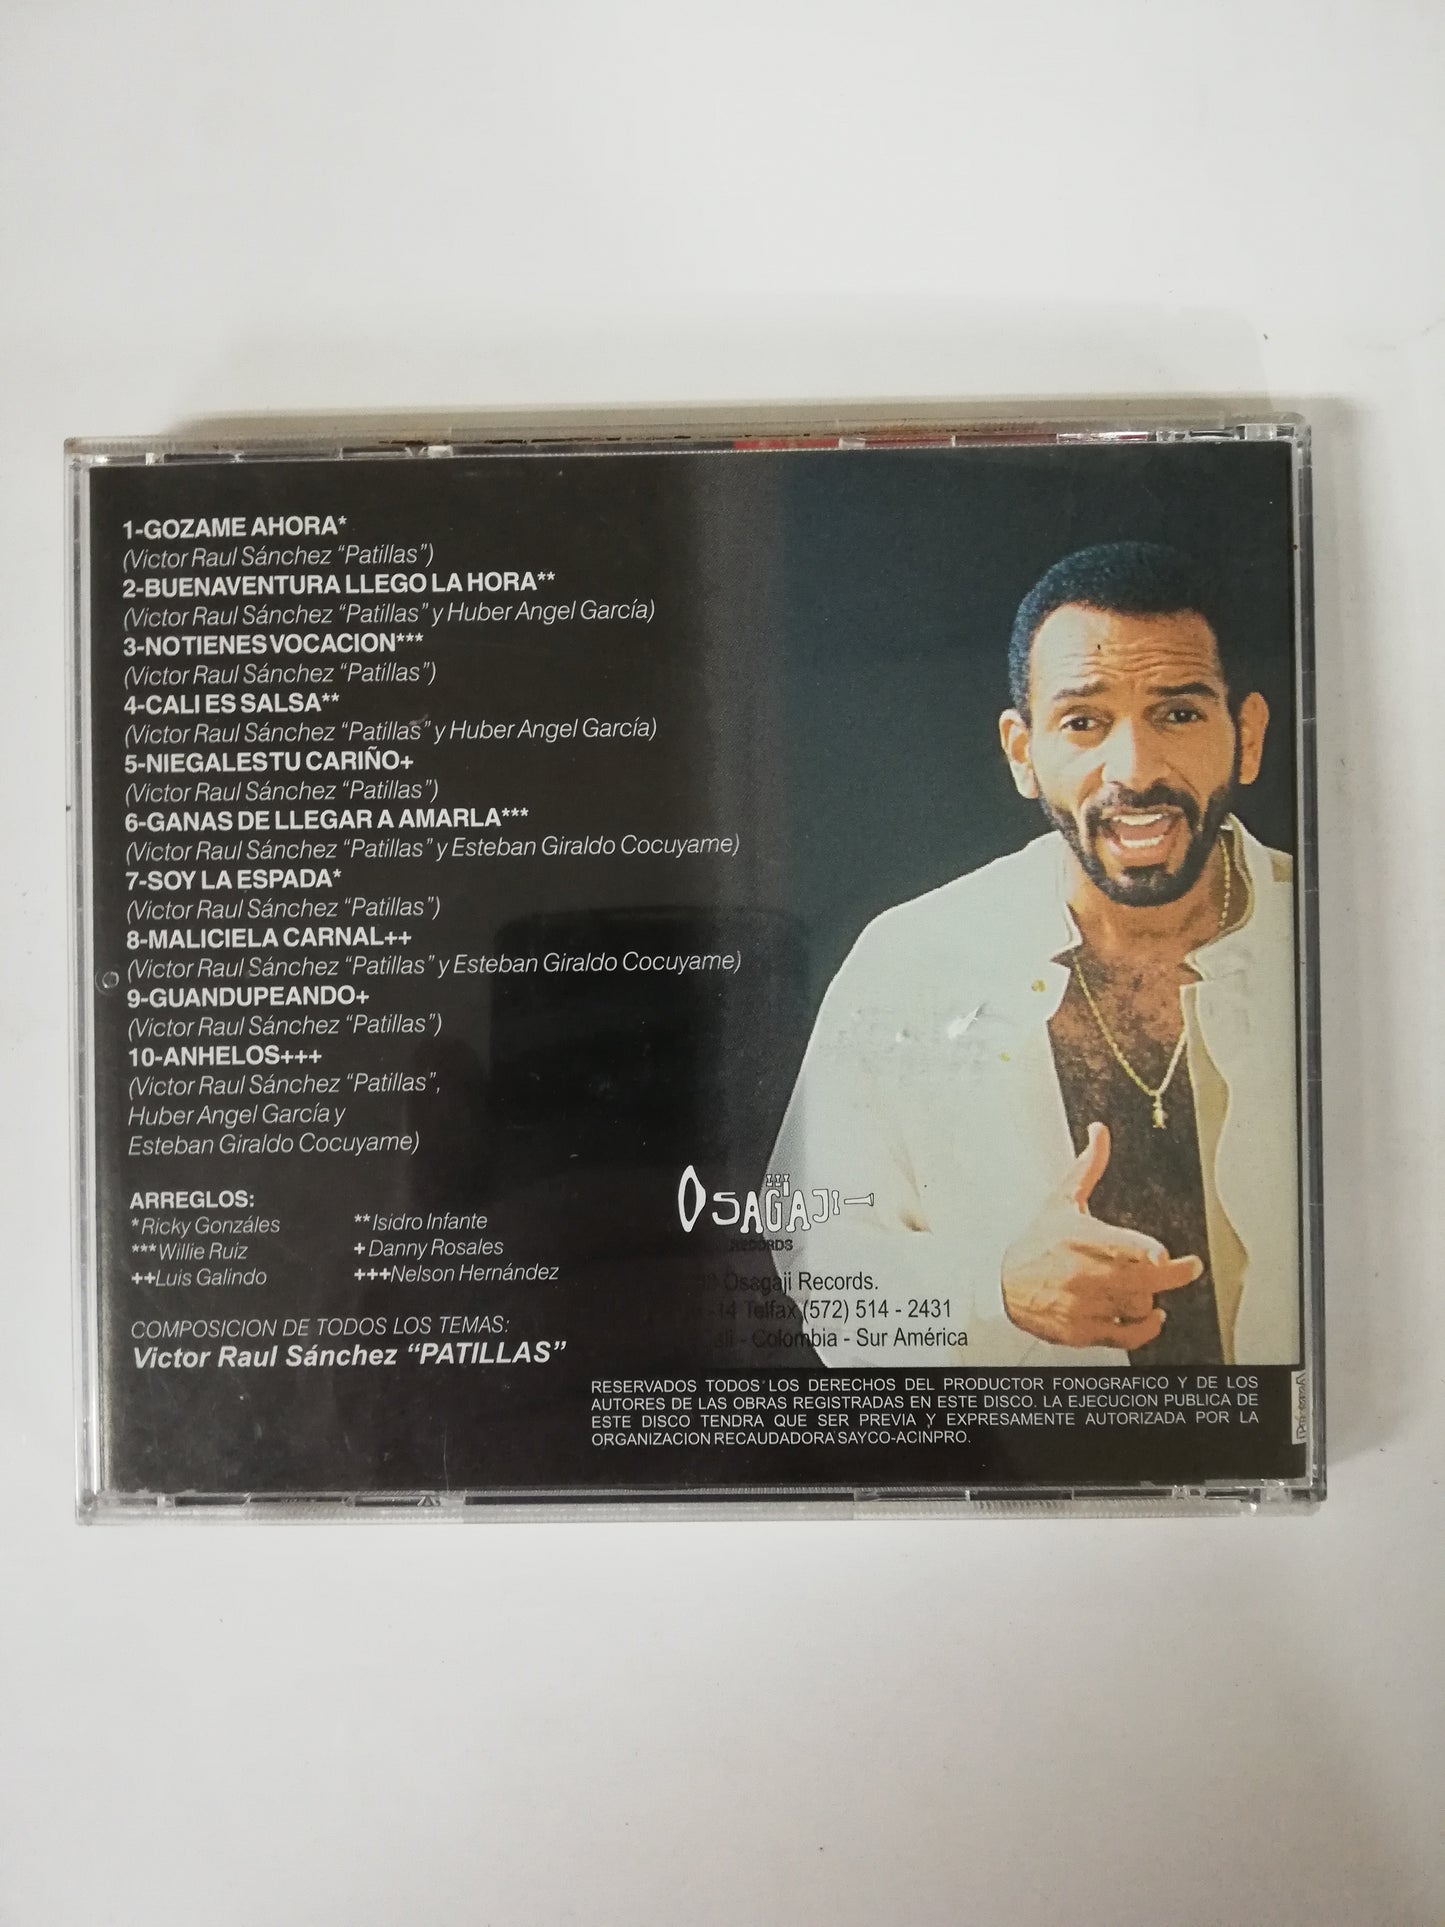 1-GOZAME AHORA*
(Victor Raul Sánchez "Patillas")
2-BUENAVENTURA LLEGO LA HORA**
(Victor Raul Sánchez "Patillas" y Huber Angel García)
3-NO TIENES VOCACION***
(Victor Raul Sánchez "Patillas")
4-CALI ES SALSA**
(Victor Raul Sánchez "Patillas" y Huber Angel García)
5-NIEGALES TU CARIÑO+
(Victor Raul Sánchez "Patillas")
6-GANAS DE LLEGAR A AMARLA***
(Victor Raul Sánchez "Patillas" y Esteban Giraldo Cocuyame)
7-SOY LA ESPADA*
(Victor Raul Sánchez "Patillas")
8-MALICIELA CARNAL++
(Victor Raul Sánchez "Patillas" y Esteban Giraldo Cocuyame)
9-GUANDUPEANDO+
(Victor Raul Sánchez "Patillas")
10-ANHELOS+++
(Victor Raul Sánchez "Patillas",
Huber Angel García y
Esteban Giraldo Cocuyame)
ARREGLOS:
*Ricky Gonzáles **Isidro Infante
***Willie Ruiz +Danny Rosales
++Luis Galindo +++Nelson Hernández
COMPOSICION DE TODOS LOS TEMAS:
Victor Raul Sánchez "PATILLAS"
OSAGAJI
RECORDS
Osagaji Records.
-14 Telfax (572) 514 - 2431
Cali - Colombia - Sur América
RESERVADOS TODOS LOS DERECHOS DEL PRODUCTOR FONOGRAFICO Y DE LOS
AUTORES DE LAS OBRAS REGISTRADAS EN ESTE DISCO. LA EJECUCION PUBLICA DE
ESTE DISCO TENDRA QUE SER PREVIA Y EXPRESAMENTE AUTORIZADA POR LA
ORGANIZACION RECAUDADORA SAYCO-ACINPRO.